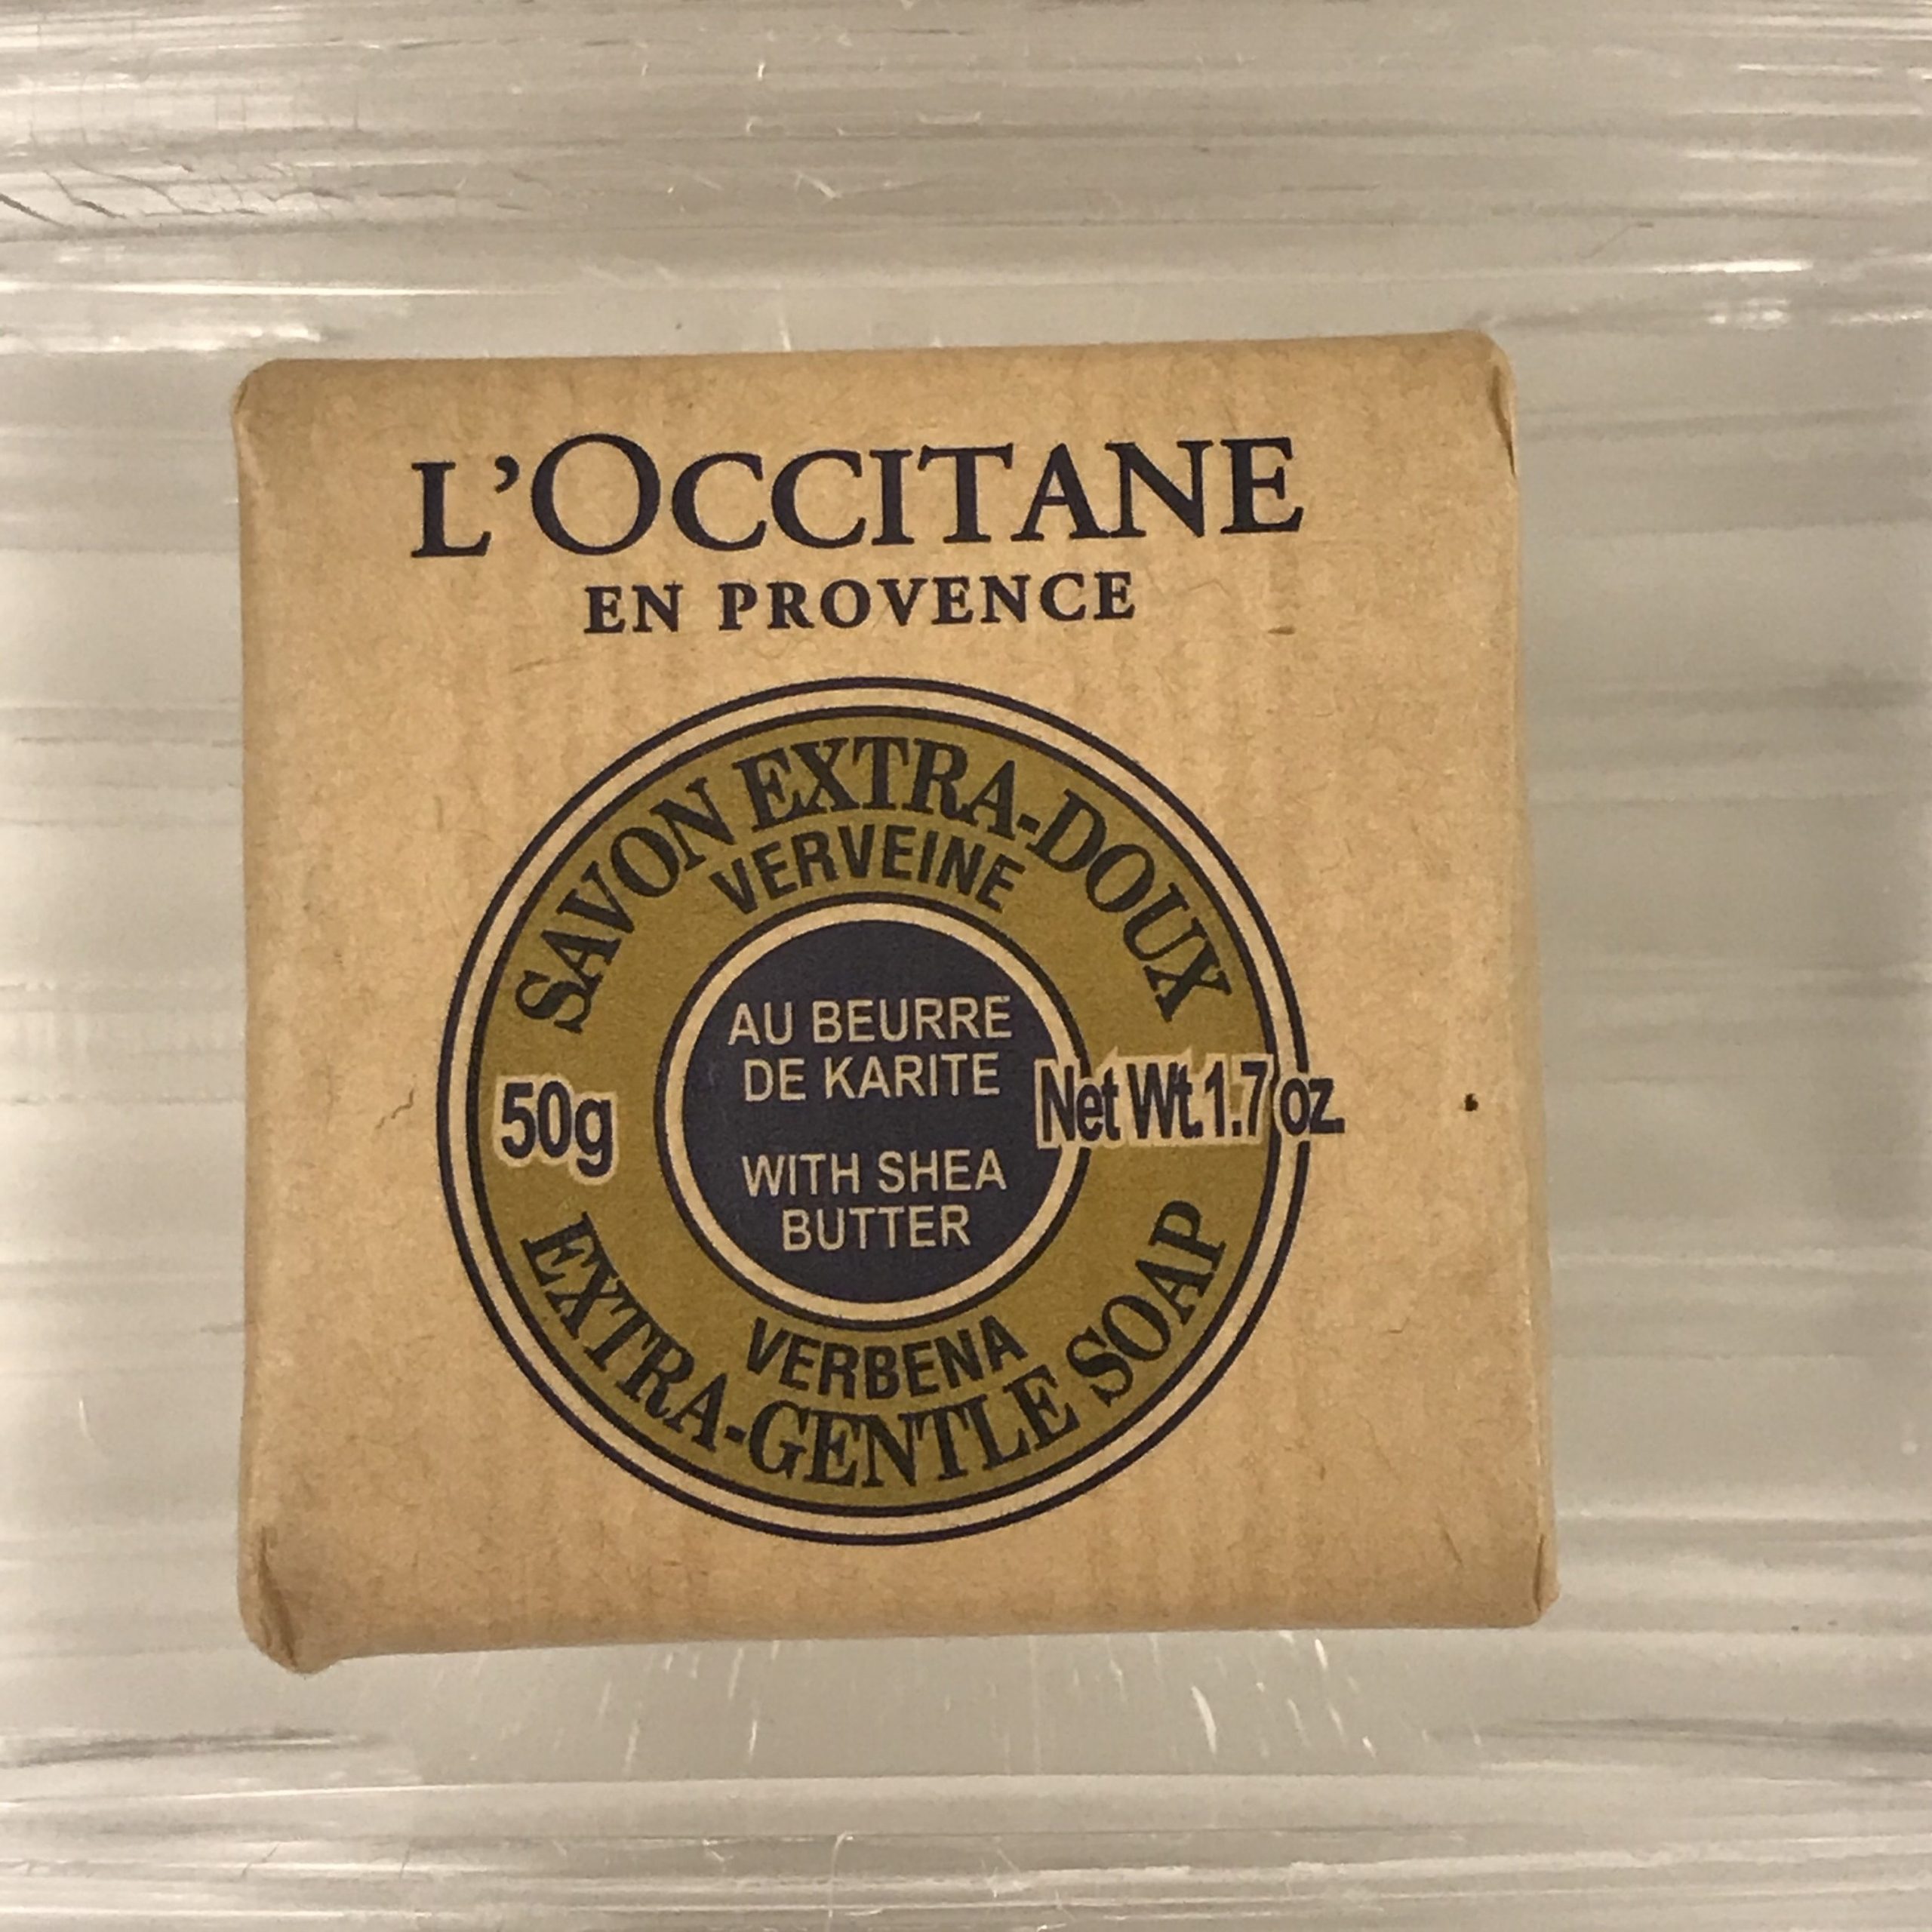 L'OCCITANE
EN PROVENCE
SAVON EXTRA-DOUX
VERVEINE
AU BEURRE
DE KARITE
50g
Net Wt.1.7 oz.
WITH SHEA
BUTTER
VERBENA
EXTRA-GENTLE SOAP